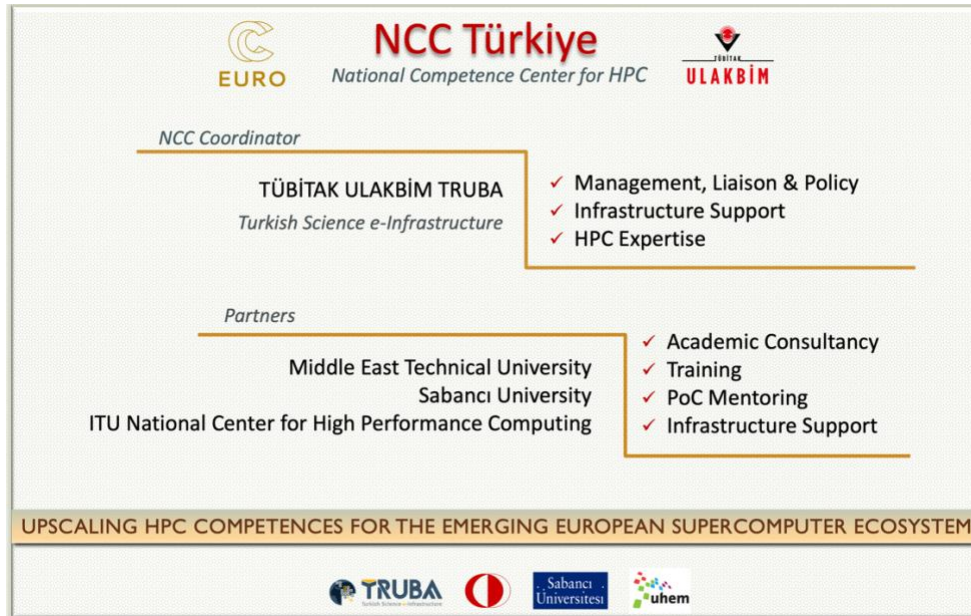 EURO
NCC Türkiye
National Competence Center for HPC
TÜBİTAK
ULAKBİM
NCC Coordinator
TÜBİTAK ULAKBİM TRUBA
Turkish Science e-Infrastructure
✓ Management, Liaison & Policy
✓ Infrastructure Support
✓ HPC Expertise
Partners
Middle East Technical University
Sabancı University
ITU National Center for High Performance Computing
✓ Academic Consultancy
✓ Training
✓ PoC Mentoring
✓ Infrastructure Support
UPSCALING HPC COMPETENCES FOR THE EMERGING EUROPEAN SUPERCOMPUTER ECOSYSTEM
TRUBA
Turkish Science e-Infrastructure
Sabancı
Üniversitesi
uhem